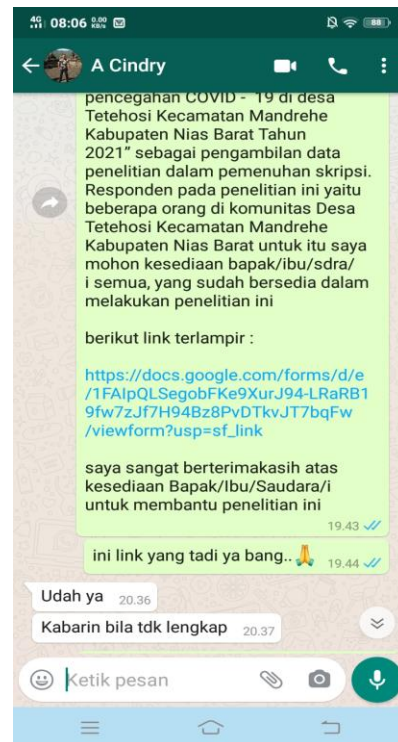 4G 08:06 0.00 KB/s 88
A Cindry
pencegahan COVID - 19 di desa
Tetehosi Kecamatan Mandrehe
Kabupaten Nias Barat Tahun
2021" sebagai pengambilan data
penelitian dalam pemenuhan skripsi.
Responden pada penelitian ini yaitu
beberapa orang di komunitas Desa
Tetehosi Kecamatan Mandrehe
Kabupaten Nias Barat untuk itu saya
mohon kesediaan bapak/ibu/sdra/
i semua, yang sudah bersedia dalam
melakukan penelitian ini
berikut link terlampir :
https://docs.google.com/forms/d/e
/1FAIpQLSegobFKe9XurJ94-LRaRB1
9fw7zJf7H94Bz8PvDTkvJT7bqFw
/viewform?usp=sf_link
saya sangat berterimakasih atas
kesediaan Bapak/Ibu/Saudara/i
untuk membantu penelitian ini
19.43
ini link yang tadi ya bang.. 🙏 19.44
Udah ya 20.36
Kabarin bila tdk lengkap 20.37
Ketik pesan